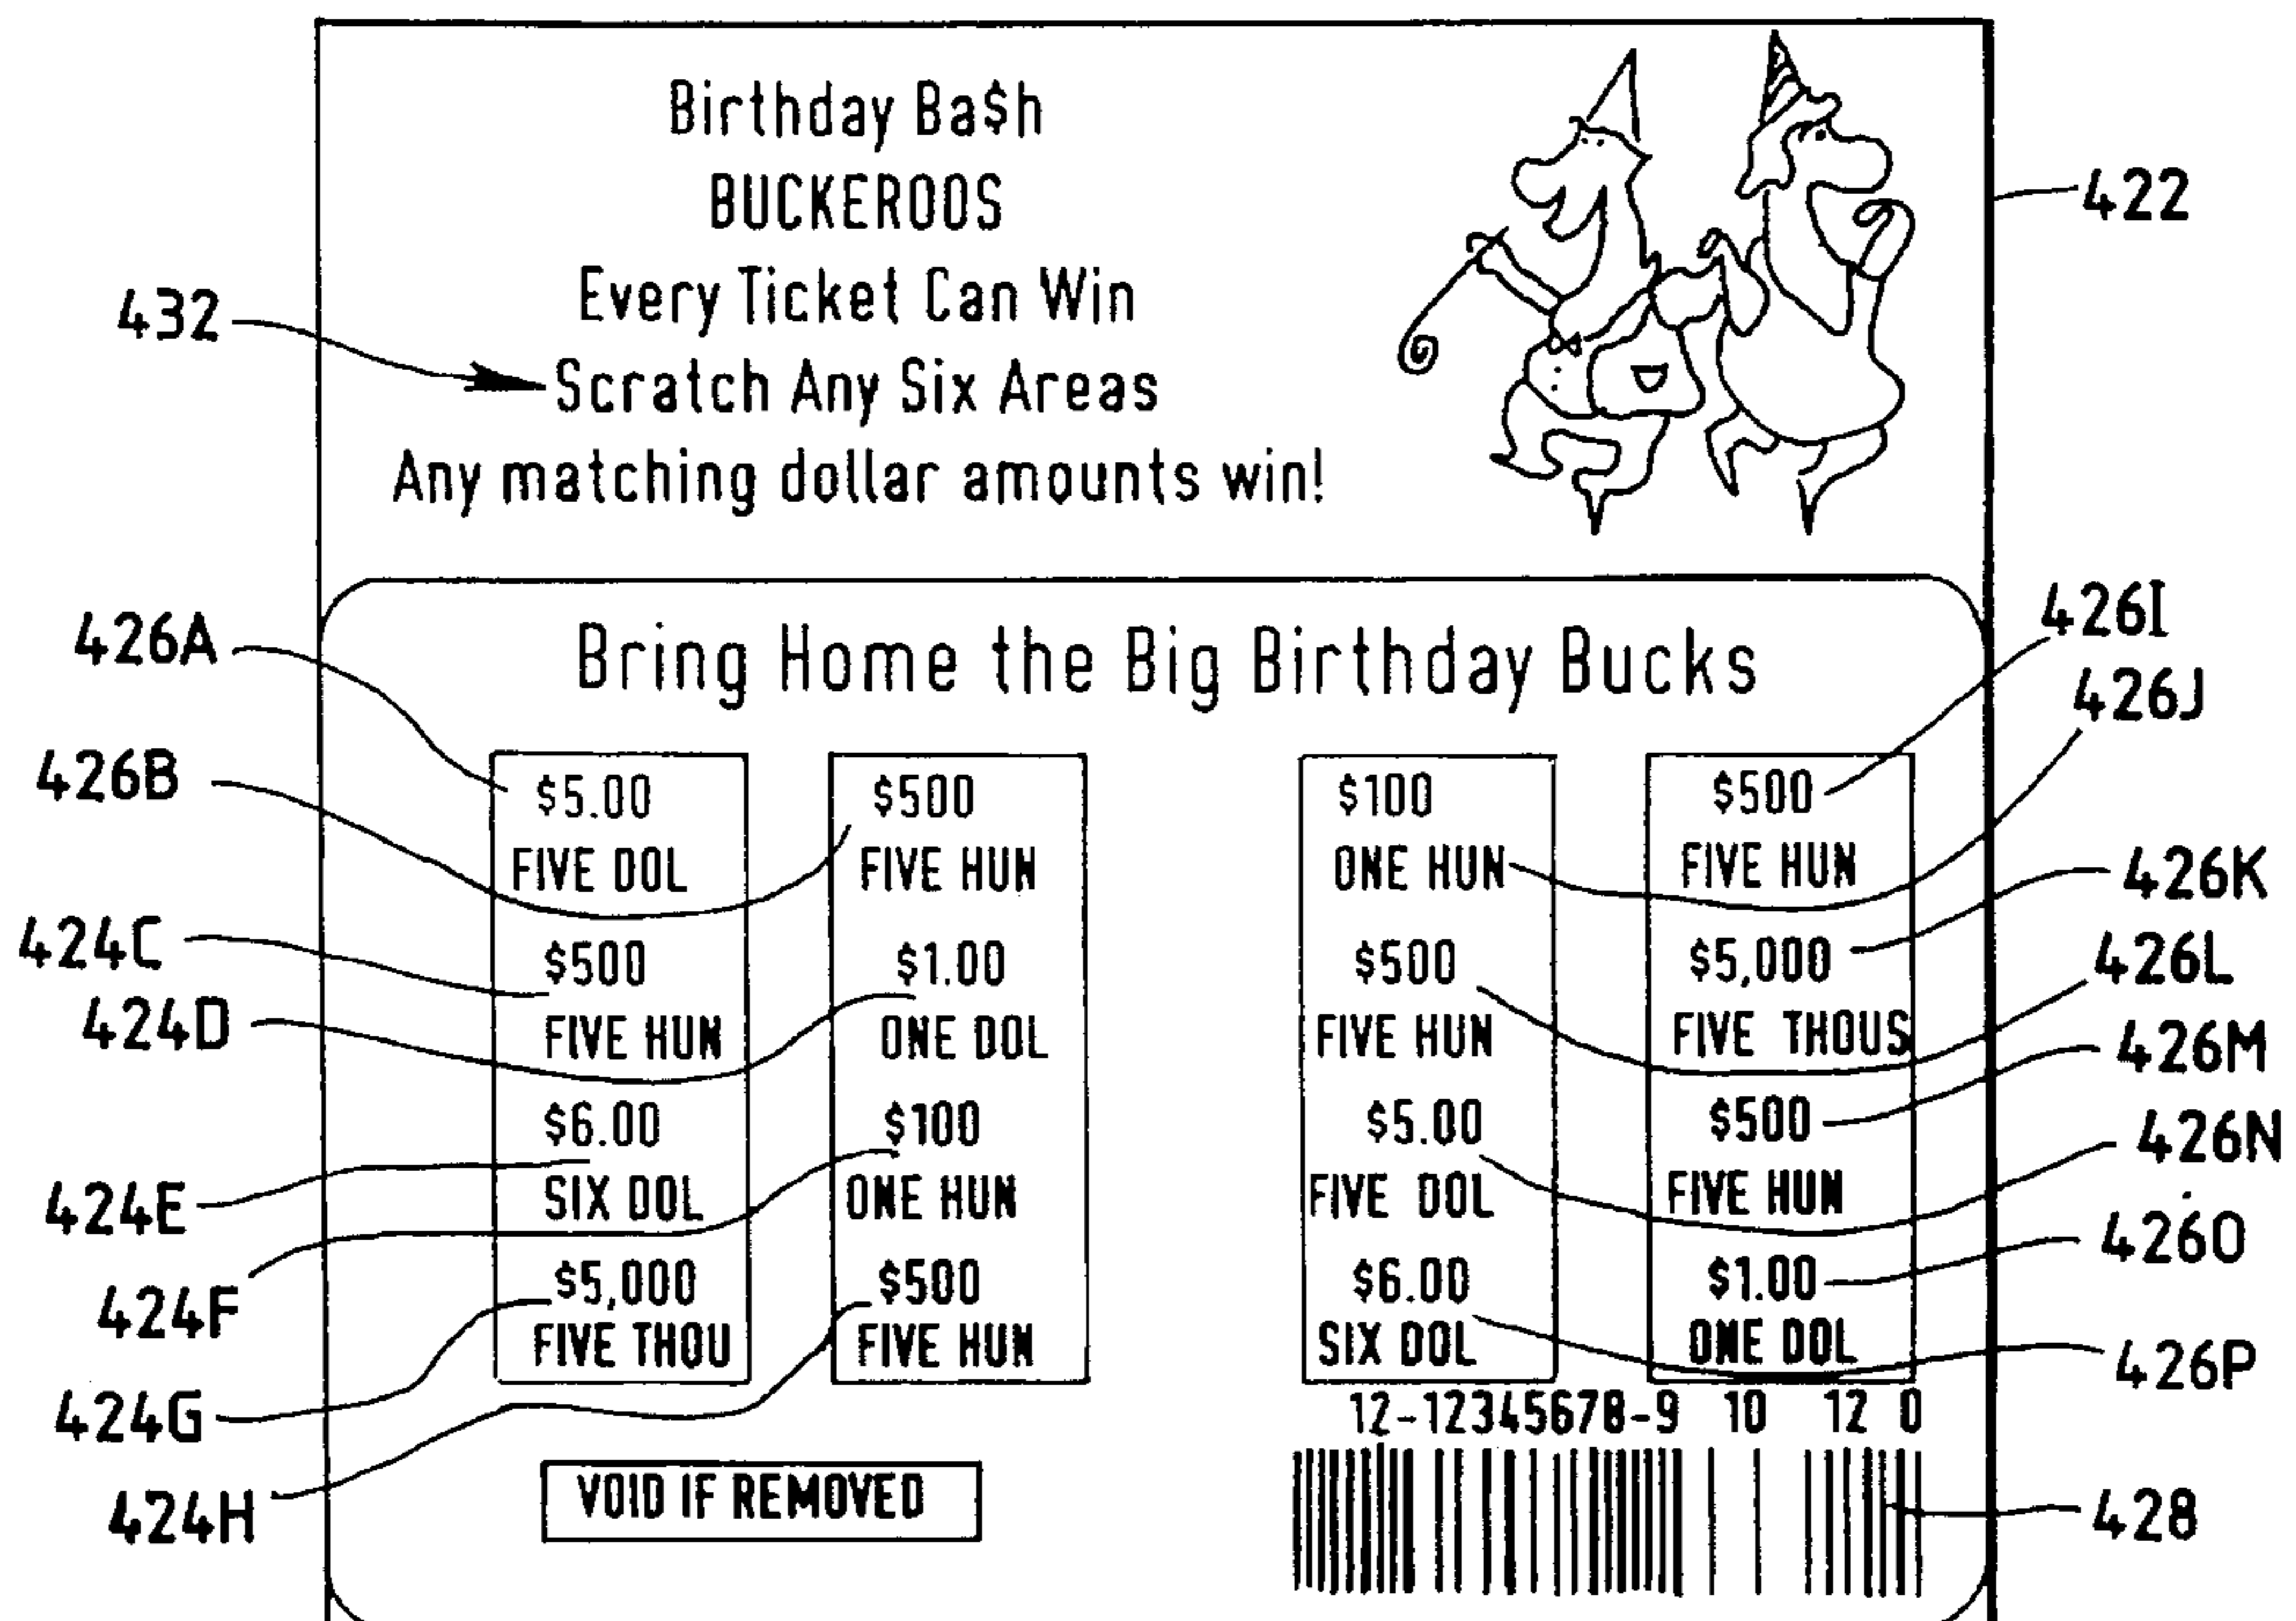 Birthday Ba$h
BUCKEROOS
422
Every Ticket Can Win
432
Scratch Any Six Areas
Any matching dollar amounts win!
426A
Bring Home the Big Birthday Bucks
426I
426J
426B
$5.00 $500 $100 $500
FIVE DOL FIVE HUN ONE HUN FIVE HUN
426K
424C
$500 $1.00 $500 $5,000
426L
424D
FIVE HUN ONE DOL FIVE HUN FIVE THOUS
426M
$6.00 $100 $5.00 $500
426N
424E
SIX DOL ONE HUN FIVE DOL FIVE HUN
426O
424F
$5,000 $500 $6.00 $1.00
FIVE THOU FIVE HUN SIX DOL ONE DOL
426P
424G
12-12345678-9 10 12 0
424H
VOID IF REMOVED
428